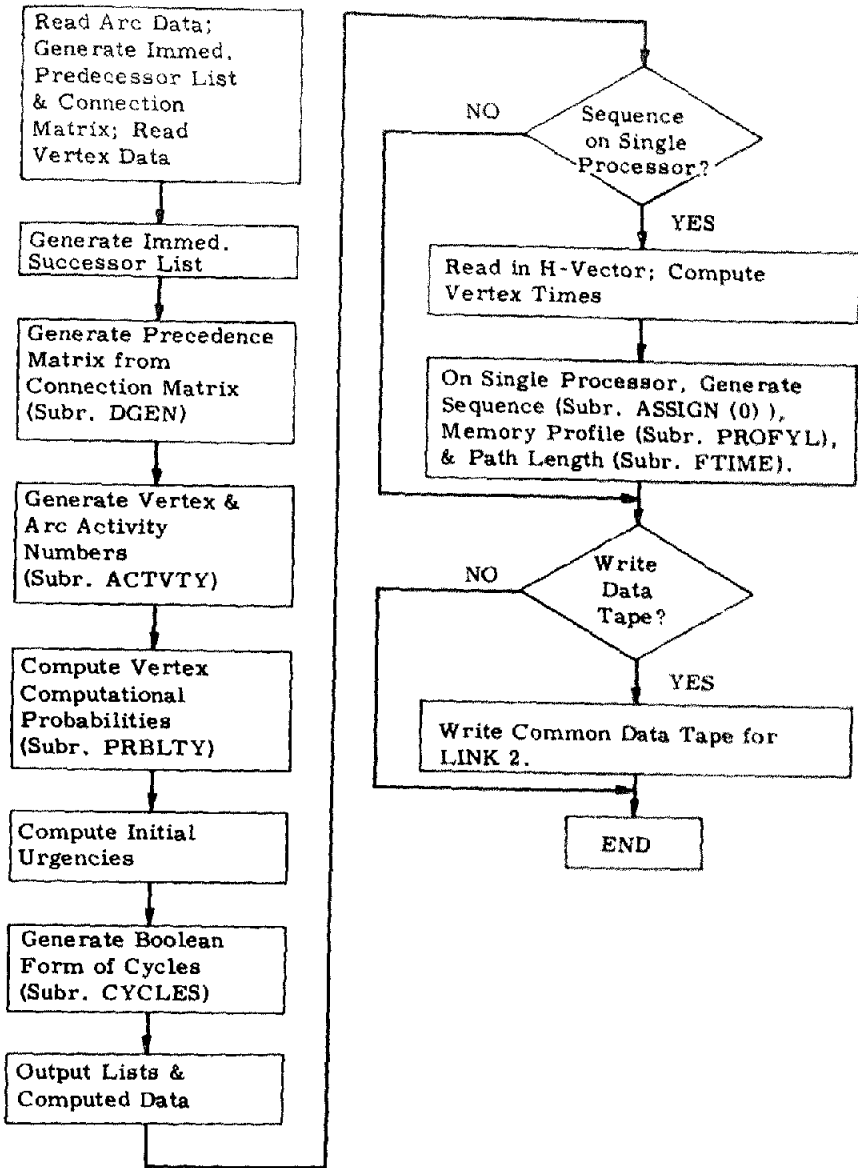 Read Arc Data;
Generate Immed.
Predecessor List
& Connection
Matrix; Read
Vertex Data
Generate Immed.
Successor List
Generate Precedence
Matrix from
Connection Matrix
(Subr. DGEN)
Generate Vertex &
Arc Activity
Numbers
(Subr. ACTVTY)
Compute Vertex
Computational
Probabilities
(Subr. PRBLTY)
Compute Initial
Urgencies
Generate Boolean
Form of Cycles
(Subr. CYCLES)
Output Lists &
Computed Data
Sequence
on Single
Processor?
NO
YES
Read in H-Vector; Compute
Vertex Times
On Single Processor, Generate
Sequence (Subr. ASSIGN (0) ),
Memory Profile (Subr. PROFYL),
& Path Length (Subr. FTIME).
Write
Data
Tape?
NO
YES
Write Common Data Tape for
LINK 2.
END